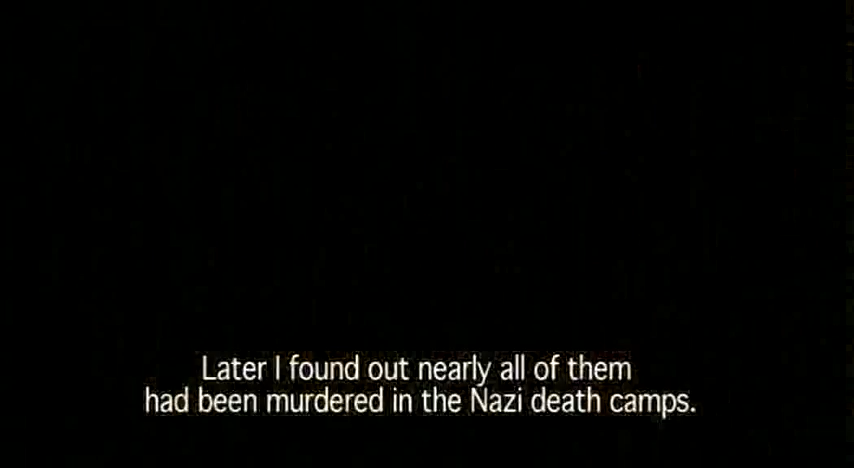 Later I found out nearly all of them
had been murdered in the Nazi death camps.